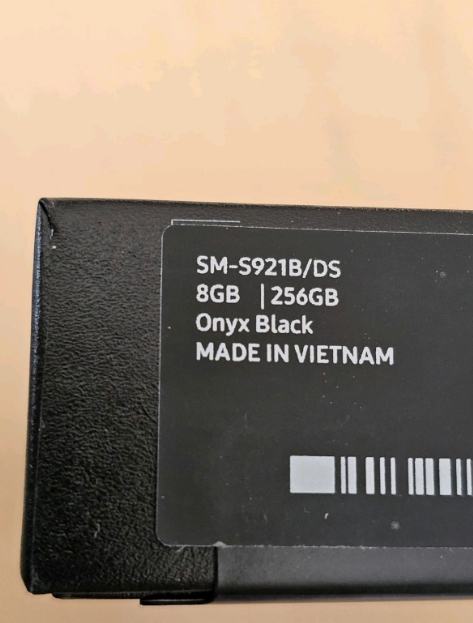 SM-S921B/DS
8GB | 256GB
Onyx Black
MADE IN VIETNAM